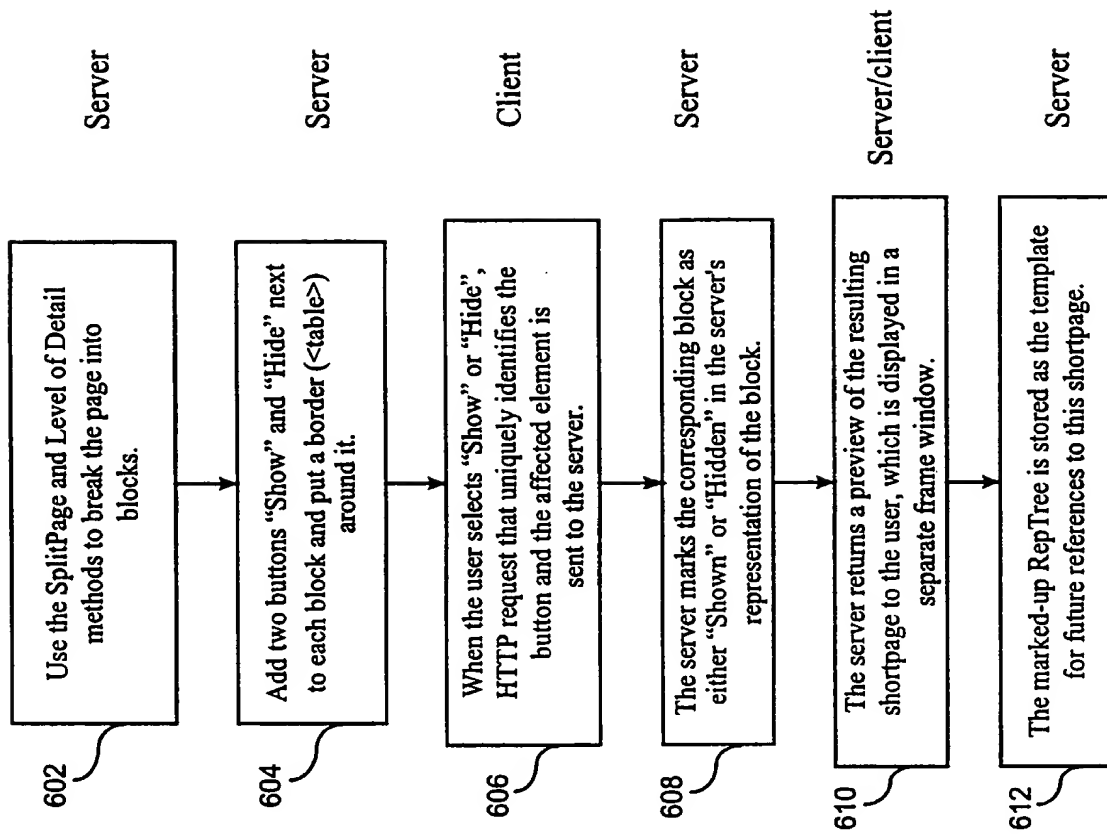 602
Use the SplitPage and Level of Detail
methods to break the page into
blocks.
Server
604
Add two buttons “Show” and “Hide” next
to each block and put a border (<table>)
around it.
Server
606
When the user selects “Show” or “Hide”,
HTTP request that uniquely identifies the
button and the affected element is
sent to the server.
Client
608
The server marks the corresponding block as
either “Shown” or “Hidden” in the server's
representation of the block.
Server
610
The server returns a preview of the resulting
shortpage to the user, which is displayed in a
separate frame window.
Server/client
612
The marked-up RepTree is stored as the template
for future references to this shortpage.
Server